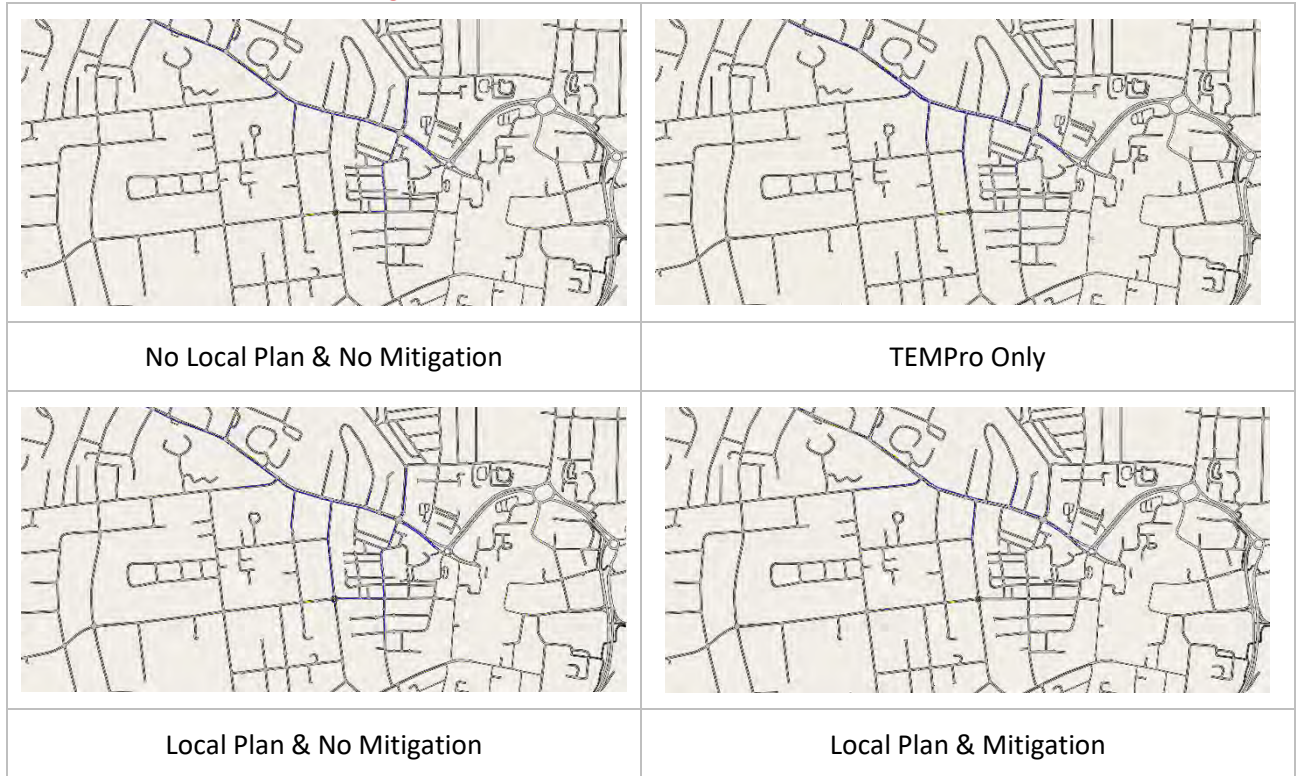 No Local Plan & No Mitigation
TEMPro Only
Local Plan & No Mitigation
Local Plan & Mitigation